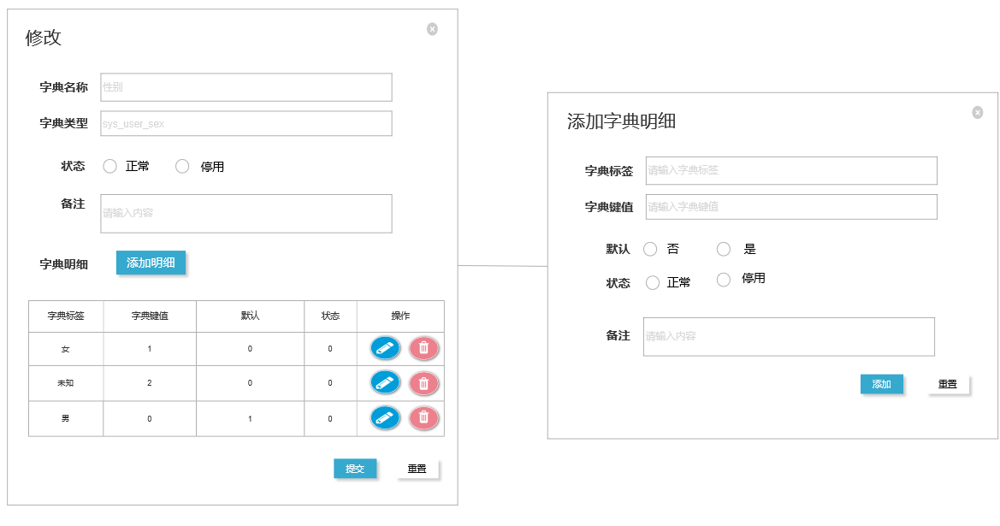 修改
字典名称 性别
字典类型 sys_user_sex
状态 正常 停用
备注 请输入内容
字典明细 添加明细
字典标签 字典键值 默认 状态 操作
女 1 0 0
未知 2 0 0
男 0 1 0
提交 重置
添加字典明细
字典标签 请输入字典标签
字典键值 请输入字典键值
默认 否 是
状态 正常 停用
备注 请输入内容
添加 重置